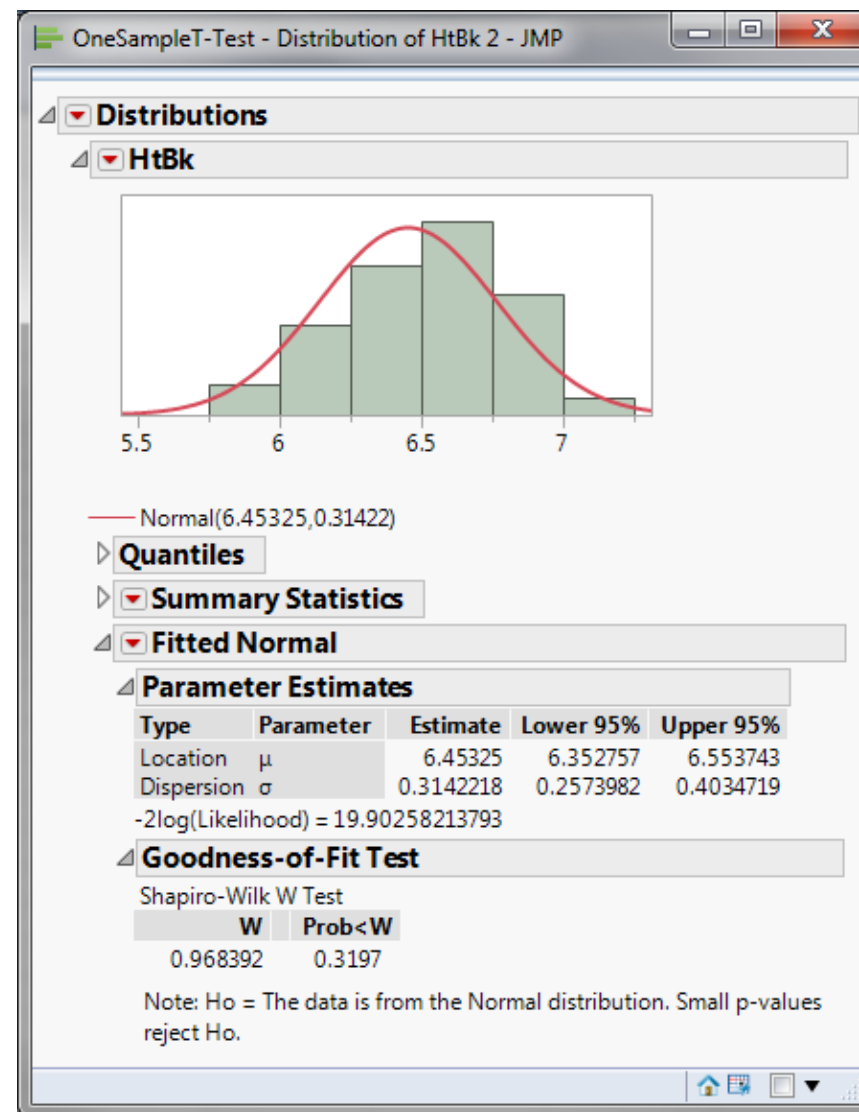 OneSampleT-Test - Distribution of HtBk 2 - JMP
Distributions
HtBk
5.5 6 6.5 7
Normal(6.45325,0.31422)
Quantiles
Summary Statistics
Fitted Normal
Parameter Estimates
Type Parameter Estimate Lower 95% Upper 95%
Location μ 6.45325 6.352757 6.553743
Dispersion σ 0.3142218 0.2573982 0.4034719
-2log(Likelihood) = 19.90258213793
Goodness-of-Fit Test
Shapiro-Wilk W Test
W Prob<W
0.968392 0.3197
Note: Ho = The data is from the Normal distribution. Small p-values
reject Ho.